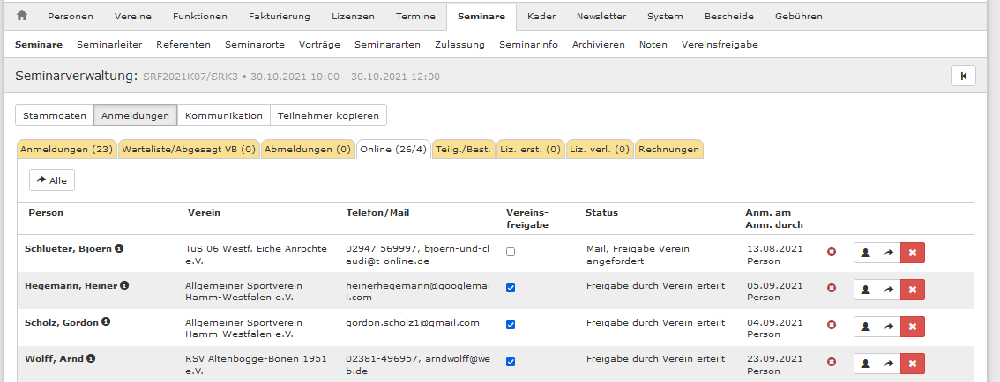 Personen Vereine Funktionen Fakturierung Lizenzen Termine Seminare Kader Newsletter System Bescheide Gebühren
Seminare Seminarleiter Referenten Seminarorte Vorträge Seminararten Zulassung Seminarinfo Archivieren Noten Vereinsfreigabe
Seminarverwaltung: SRF2021K07/SRK3 • 30.10.2021 10:00 - 30.10.2021 12:00
Stammdaten Anmeldungen Kommunikation Teilnehmer kopieren
Anmeldungen (23) Warteliste/Abgesagt VB (0) Abmeldungen (0) Online (26/4) Teilg./Best. Liz. erst. (0) Liz. verl. (0) Rechnungen
Alle
Person Verein Telefon/Mail Vereins- Status Anm. am
freigabe Anm. durch
Schlueter, Bjoern TuS 06 Westf. Eiche Anröchte 02947 569997, bjoern-und-cl Mail, Freigabe Verein 13.08.2021
e.V. audi@t-online.de angefordert Person
Hegemann, Heiner Allgemeiner Sportverein heinerhegemann@googlemai Freigabe durch Verein erteilt 05.09.2021
Hamm-Westfalen e.V. l.com Person
Scholz, Gordon Allgemeiner Sportverein gordon.scholz1@gmail.com Freigabe durch Verein erteilt 04.09.2021
Hamm-Westfalen e.V. Person
Wolff, Arnd RSV Altenbögge-Bönen 1951 02381-496957, arndwolff@we Freigabe durch Verein erteilt 23.09.2021
e.V. b.de Person